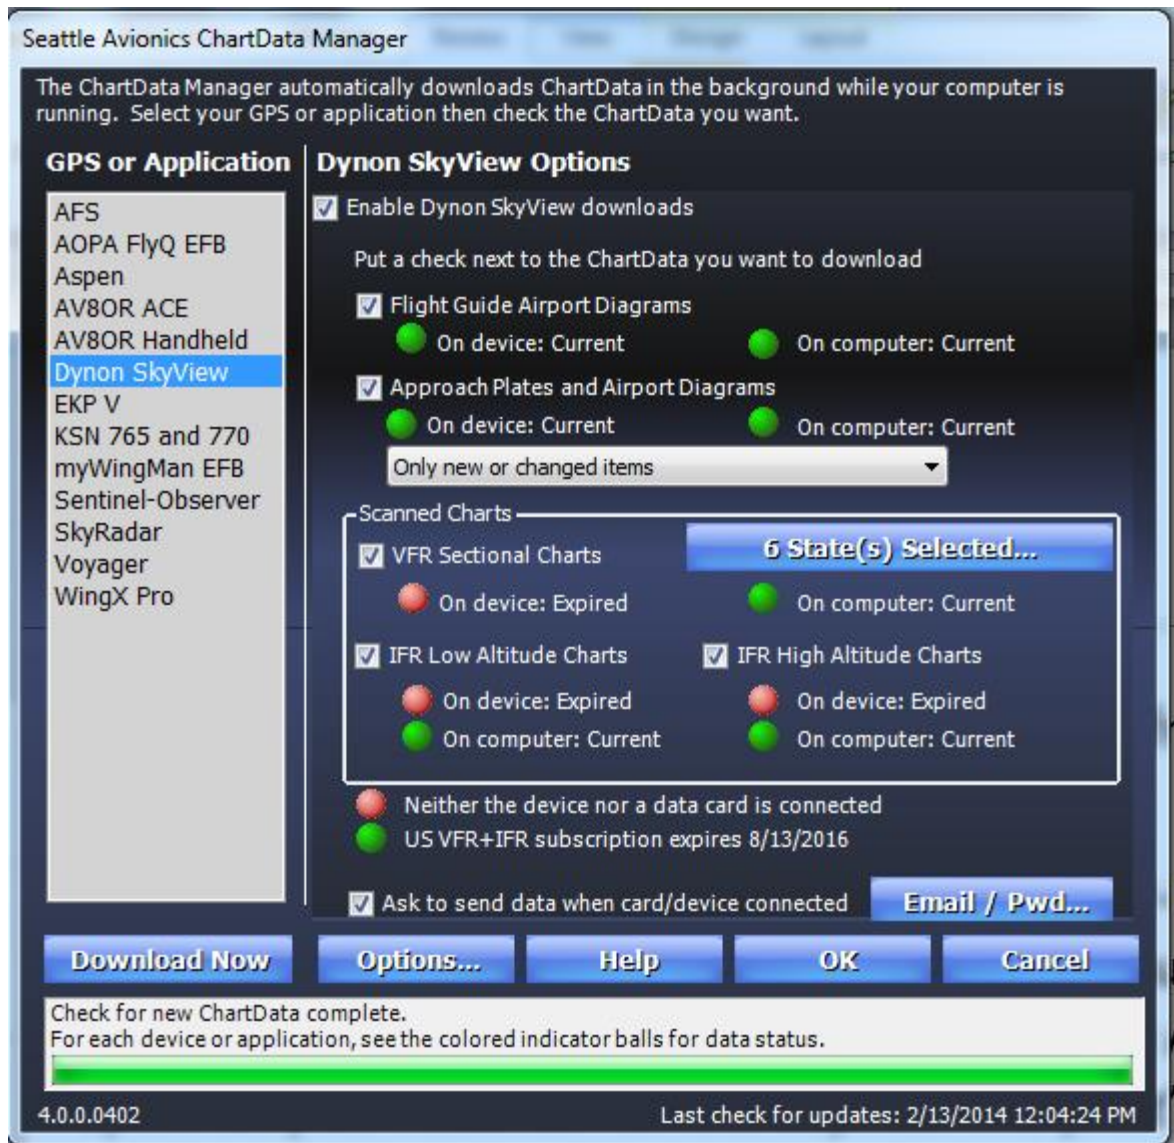 Seattle Avionics ChartData Manager
The ChartData Manager automatically downloads ChartData in the background while your computer is
running. Select your GPS or application then check the ChartData you want.
GPS or Application
AFS
AOPA FlyQ EFB
Aspen
AV8OR ACE
AV8OR Handheld
Dynon SkyView
EKP V
KSN 765 and 770
myWingMan EFB
Sentinel-Observer
SkyRadar
Voyager
WingX Pro
Dynon SkyView Options
Enable Dynon SkyView downloads
Put a check next to the ChartData you want to download
Flight Guide Airport Diagrams
On device: Current
On computer: Current
Approach Plates and Airport Diagrams
On device: Current
On computer: Current
Only new or changed items
Scanned Charts
VFR Sectional Charts
6 State(s) Selected...
On device: Expired
On computer: Current
IFR Low Altitude Charts
On device: Expired
On computer: Current
IFR High Altitude Charts
On device: Expired
On computer: Current
Neither the device nor a data card is connected
US VFR+IFR subscription expires 8/13/2016
Ask to send data when card/device connected
Email / Pwd...
Download Now
Options...
Help
OK
Cancel
Check for new ChartData complete.
For each device or application, see the colored indicator balls for data status.
4.0.0.0402
Last check for updates: 2/13/2014 12:04:24 PM